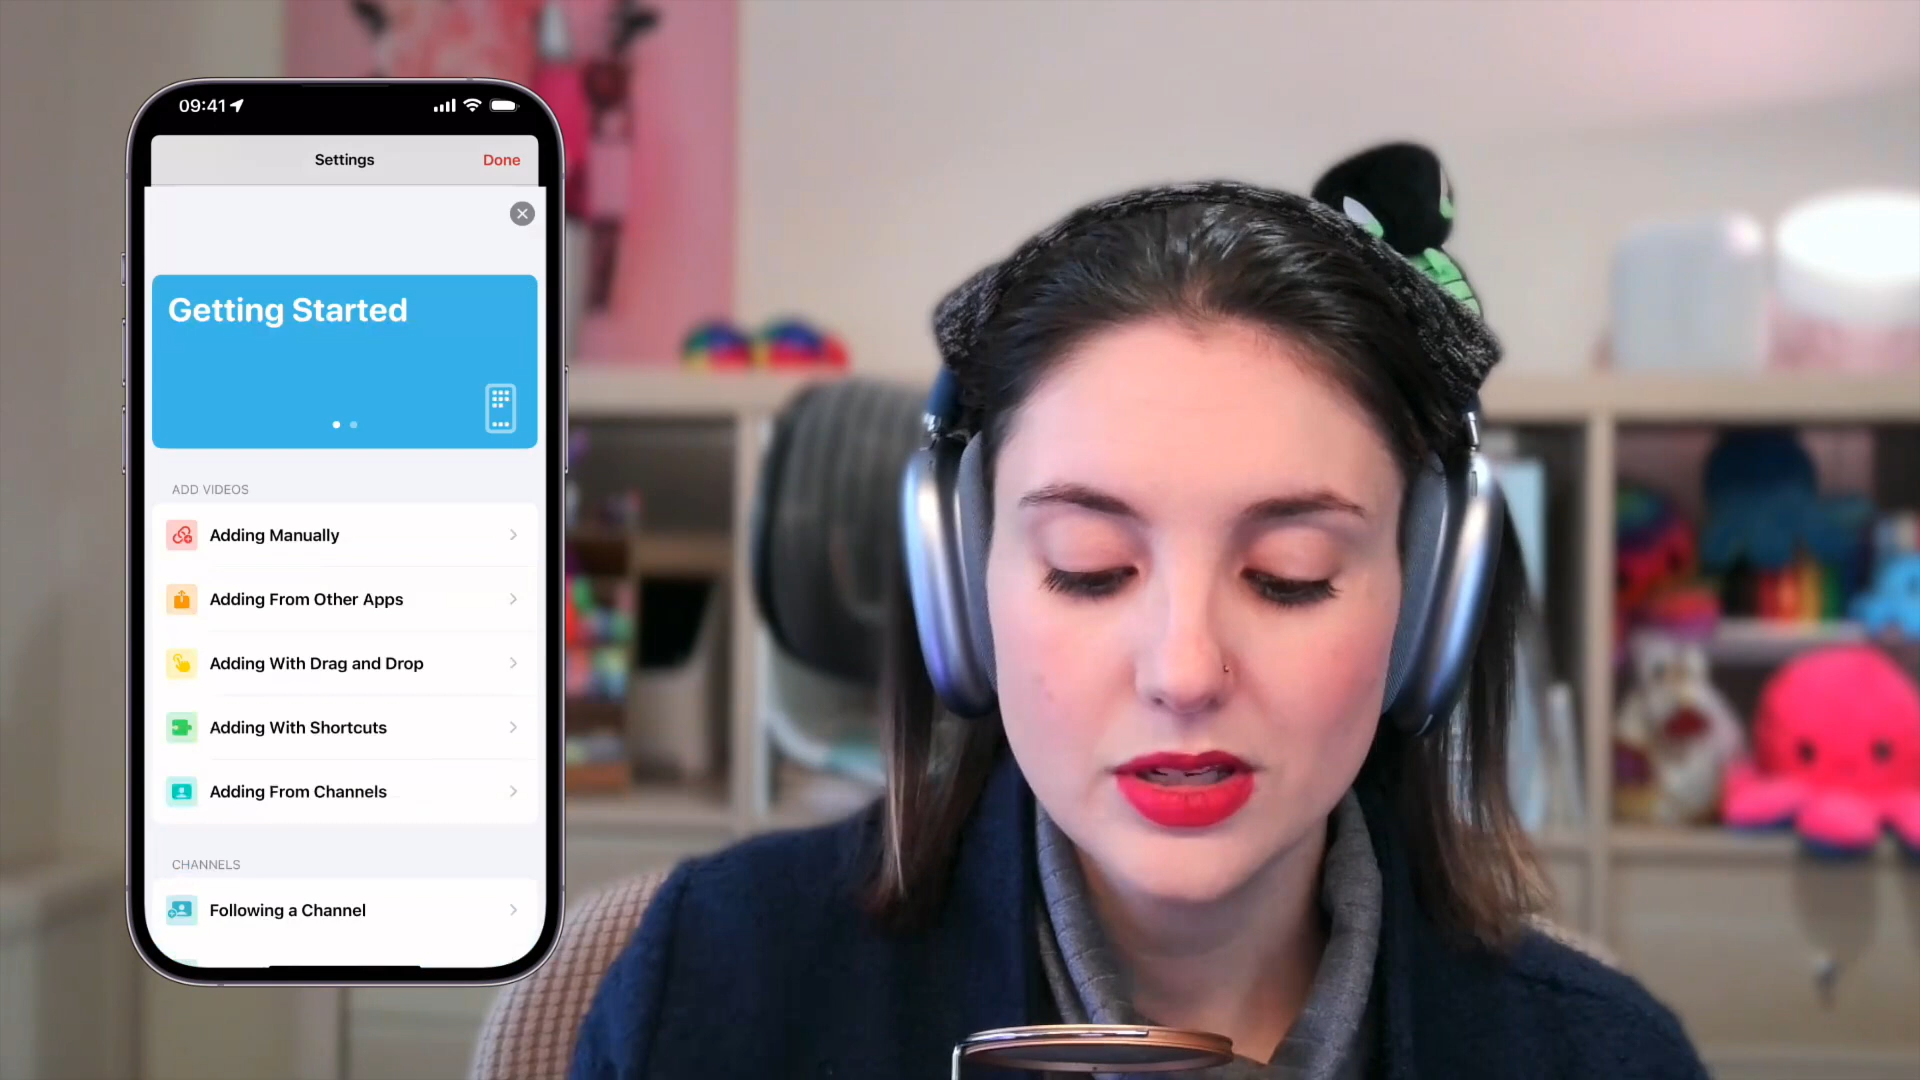 09:41
Settings
Done
Getting Started
ADD VIDEOS
Adding Manually
Adding From Other Apps
Adding With Drag and Drop
Adding With Shortcuts
Adding From Channels
CHANNELS
Following a Channel